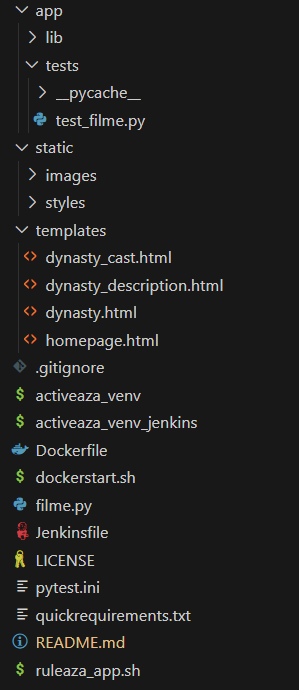 app
lib
tests
__pycache__
test_filme.py
static
images
styles
templates
dynasty_cast.html
dynasty_description.html
dynasty.html
homepage.html
.gitignore
activeaza_venv
activeaza_venv_jenkins
Dockerfile
dockerstart.sh
filme.py
Jenkinsfile
LICENSE
pytest.ini
quickrequirements.txt
README.md
ruleaza_app.sh